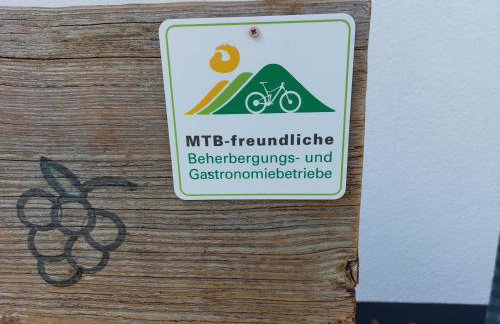 MTB-freundliche
Beherbergungs- und
Gastronomiebetriebe